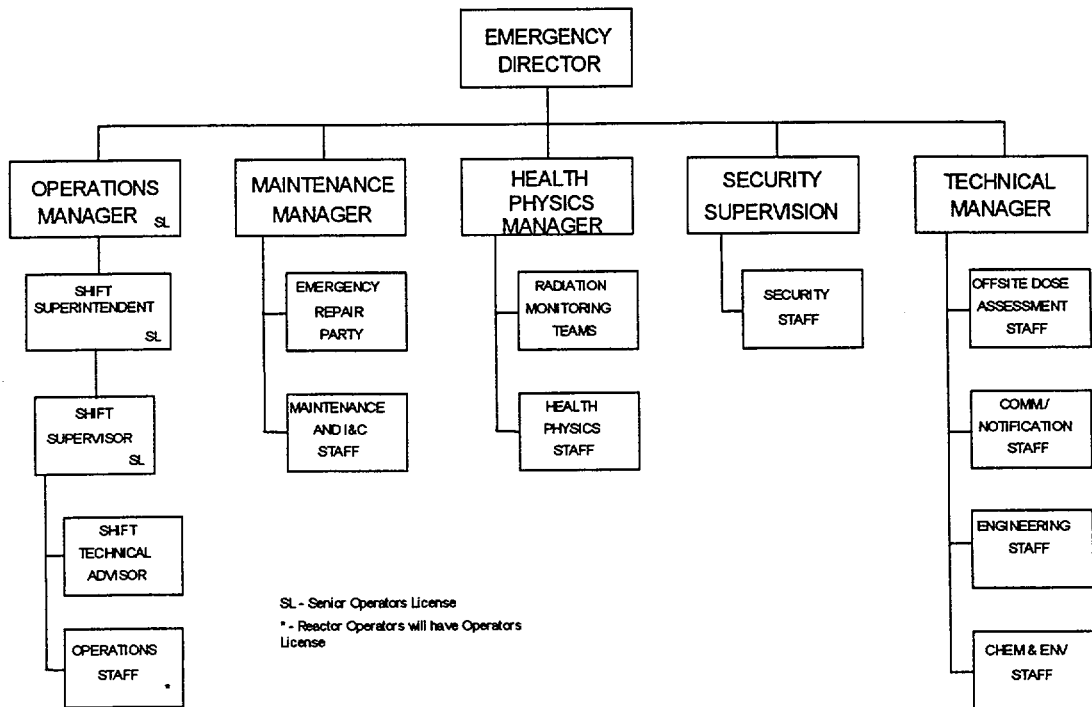 EMERGENCY
DIRECTOR
OPERATIONS
MANAGER SL
MAINTENANCE
MANAGER
HEALTH
PHYSICS
MANAGER
SECURITY
SUPERVISION
TECHNICAL
MANAGER
SHIFT
SUPERINTENDENT
SL
EMERGENCY
REPAIR
PARTY
RADIATION
MONITORING
TEAMS
SECURITY
STAFF
OFFSITE DOSE
ASSESSMENT
STAFF
SHIFT
SUPERVISOR
SL
MAINTENANCE
AND I&C
STAFF
HEALTH
PHYSICS
STAFF
COMM./
NOTIFICATION
STAFF
SHIFT
TECHNICAL
ADVISOR
ENGINEERING
STAFF
OPERATIONS
STAFF
*
CHEM & ENV
STAFF
SL - Senior Operators License
* - Reactor Operators will have Operators
License